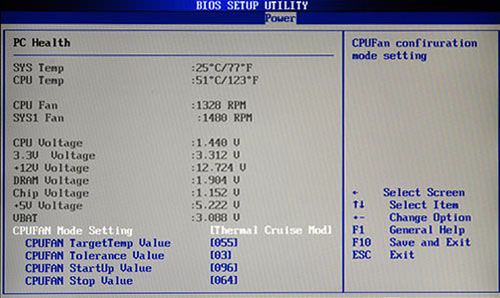 BIOS SETUP UTILITY
Power
PC Health
SYS Temp :25°C/77°F
CPU Temp :51°C/123°F
CPU Fan :1328 RPM
SYS1 Fan :1480 RPM
CPU Voltage :1.440 V
3.3V Voltage :3.312 V
+12V Voltage :12.724 V
DRAM Voltage :1.904 V
Chip Voltage :1.152 V
+5V Voltage :5.222 V
VBAT :3.088 V
CPUFAN Mode Setting [Thermal Cruise Mod]
CPUFAN TargetTemp Value [055]
CPUFAN Tolerance Value [03]
CPUFAN StartUp Value [096]
CPUFAN Stop Value [064]
CPUFan confiruration
mode setting
← Select Screen
↑↓ Select Item
+- Change Option
F1 General Help
F10 Save and Exit
ESC Exit